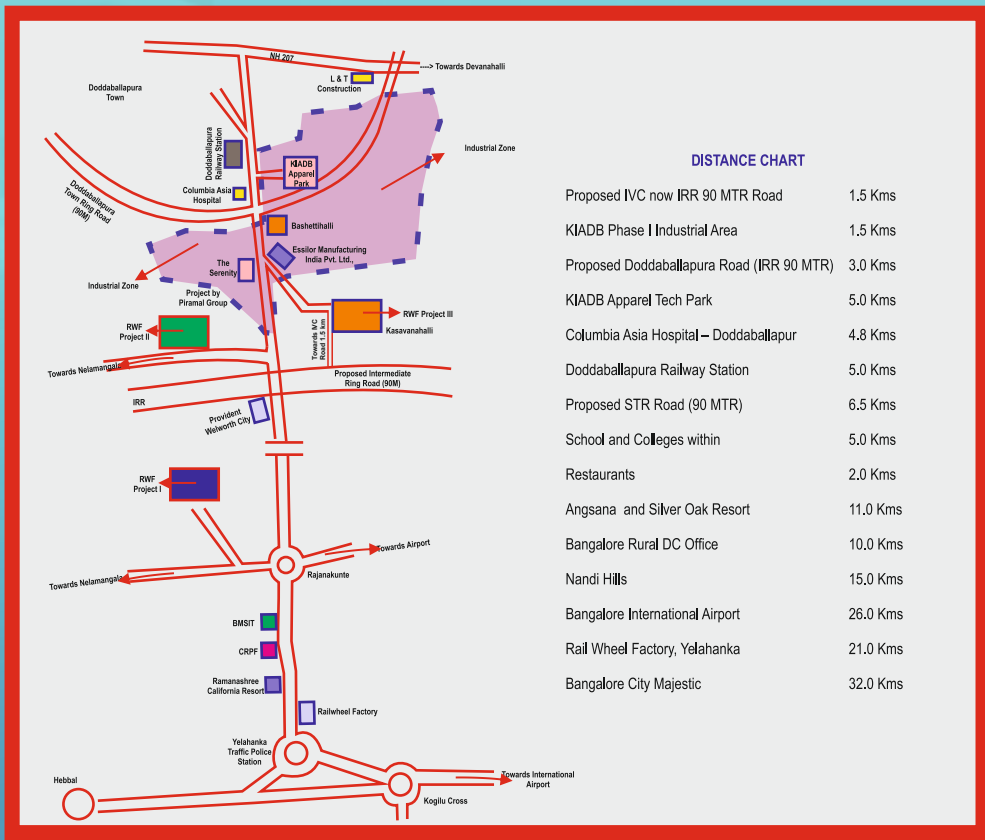 NH 207
----> Towards Devanahalli
L & T
Construction
Doddaballapura
Town
Industrial Zone
Doddaballapura
Railway Station
KIADB
Apparel
Park
Doddaballapura
Town Ring Road
(90M)
Columbia Asia
Hospital
Bashettihalli
Essilor Manufacturing
India Pvt. Ltd.,
The
Serenity
Industrial Zone
Project by
Piramal Group
RWF
Project II
RWF Project III
Kasavanahalli
Towards IVC
Road 1.5 km
Towards Nelamangala
Proposed Intermediate
Ring Road (90M)
IRR
Provident
Welworth City
RWF
Project I
Towards Airport
Rajanakunte
Towards Nelamangala
BMSIT
CRPF
Ramanashree
California Resort
Railwheel Factory
Yelahanka
Traffic Police
Station
Hebbal
Towards International
Airport
Kogilu Cross
DISTANCE CHART
Proposed IVC now IRR 90 MTR Road 1.5 Kms
KIADB Phase I Industrial Area 1.5 Kms
Proposed Doddaballapura Road (IRR 90 MTR) 3.0 Kms
KIADB Apparel Tech Park 5.0 Kms
Columbia Asia Hospital – Doddaballapur 4.8 Kms
Doddaballapura Railway Station 5.0 Kms
Proposed STR Road (90 MTR) 6.5 Kms
School and Colleges within 5.0 Kms
Restaurants 2.0 Kms
Angsana and Silver Oak Resort 11.0 Kms
Bangalore Rural DC Office 10.0 Kms
Nandi Hills 15.0 Kms
Bangalore International Airport 26.0 Kms
Rail Wheel Factory, Yelahanka 21.0 Kms
Bangalore City Majestic 32.0 Kms